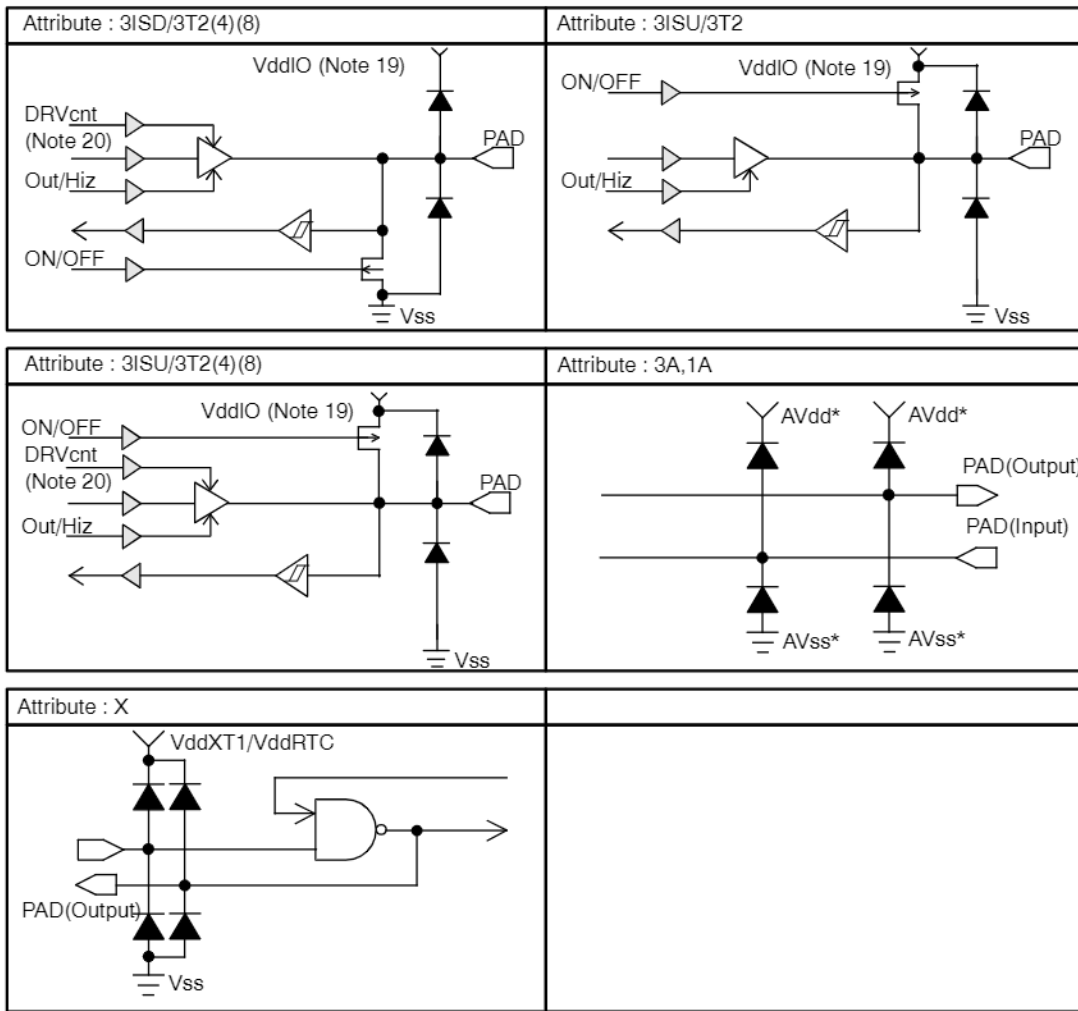 Attribute : 3ISD/3T2(4)(8)
VddIO (Note 19)
DRVcnt
(Note 20)
PAD
Out/Hiz
ON/OFF
Vss
Attribute : 3ISU/3T2
VddIO (Note 19)
ON/OFF
PAD
Out/Hiz
Vss
Attribute : 3ISU/3T2(4)(8)
VddIO (Note 19)
ON/OFF
DRVcnt
(Note 20)
PAD
Out/Hiz
Vss
Attribute : 3A,1A
AVdd* AVdd*
PAD(Output)
PAD(Input)
AVss* AVss*
Attribute : X
VddXT1/VddRTC
PAD(Output)
Vss